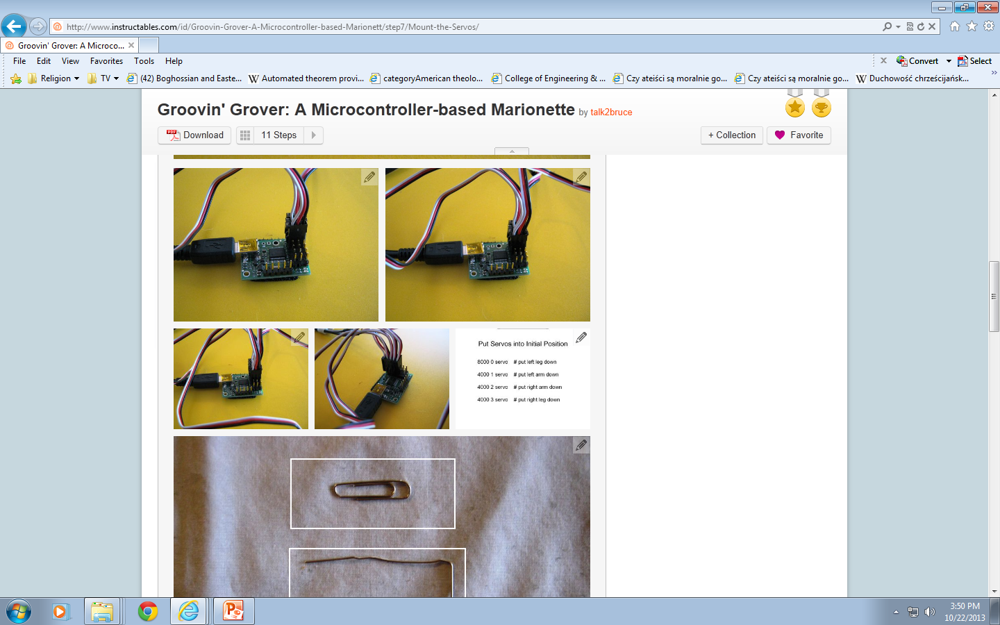 http://www.instructables.com/id/Groovin-Grover-A-Microcontroller-based-Marionett/step7/Mount-the-Servos/
Groovin' Grover: A Microco...
File Edit View Favorites Tools Help
Convert Select
Religion TV (42) Boghossian and Easte... Automated theorem provi... categoryAmerican theolo... College of Engineering & ... Czy ateiści są moralnie go... Czy ateiści są moralnie go... Duchowość chrześcijańsk...
Groovin' Grover: A Microcontroller-based Marionette by talk2bruce
PDF Download 11 Steps + Collection Favorite
Put Servos into Initial Position
8000 0 servo # put left leg down
4000 1 servo # put left arm down
4000 2 servo # put right arm down
4000 3 servo # put right leg down
3:50 PM
10/22/2013